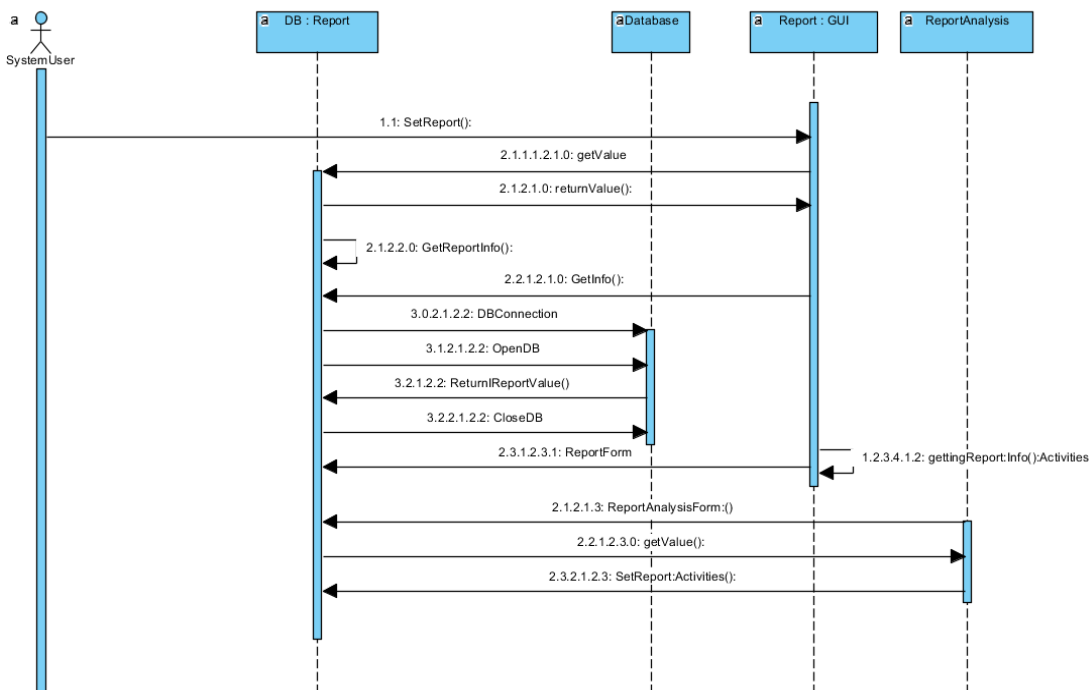 a
SystemUser
a DB : Report
a Database
a Report : GUI
a ReportAnalysis
1.1: SetReport():
2.1.1.1.2.1.0: getValue
2.1.2.1.0: returnValue():
2.1.2.2.0: GetReportInfo():
2.2.1.2.1.0: GetInfo():
3.0.2.1.2.2: DBConnection
3.1.2.1.2.2: OpenDB
3.2.1.2.2: ReturnlReportValue()
3.2.2.1.2.2: CloseDB
2.3.1.2.3.1: ReportForm
1.2.3.4.1.2: gettingReport:Info():Activities
2.1.2.1.3: ReportAnalysisForm:()
2.2.1.2.3.0: getValue():
2.3.2.1.2.3: SetReport:Activities():